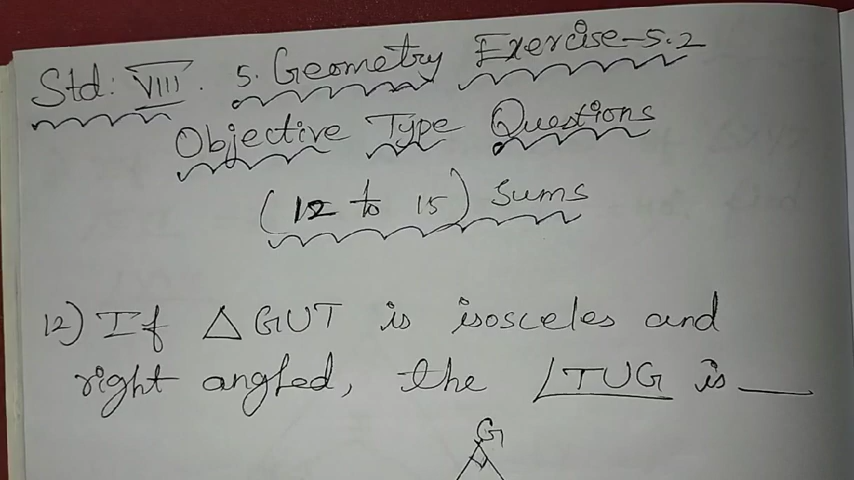 Std: VIII. 5. Geometry Exercise-5.2
Objective Type Questions
(12 to 15) Sums
12) If △ GUT is isosceles and
right angled, the ∠TUG is ___
G